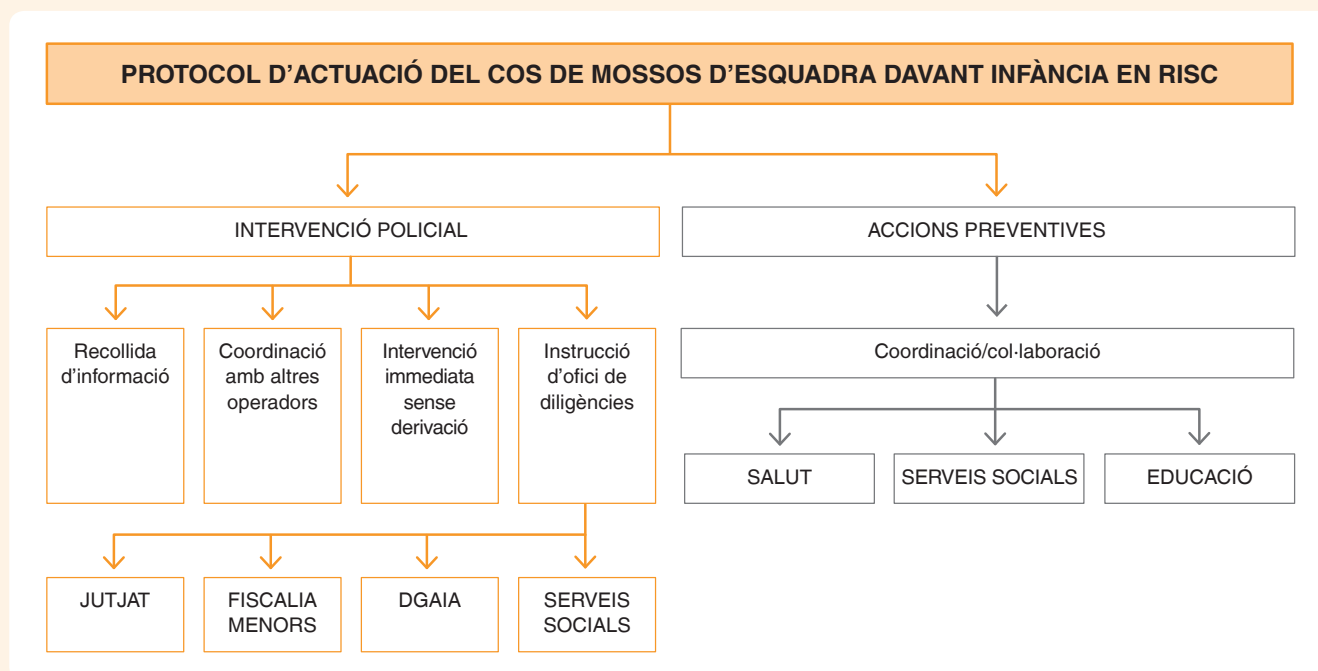 PROTOCOL D’ACTUACIÓ DEL COS DE MOSSOS D’ESQUADRA DAVANT INFÀNCIA EN RISC
INTERVENCIÓ POLICIAL
ACCIONS PREVENTIVES
Recollida
d’informació
Coordinació
amb altres
operadors
Intervenció
immediata
sense
derivació
Instrucció
d’ofici de
diligències
Coordinació/col·laboració
SALUT
SERVEIS SOCIALS
EDUCACIÓ
JUTJAT
FISCALIA
MENORS
DGAIA
SERVEIS
SOCIALS